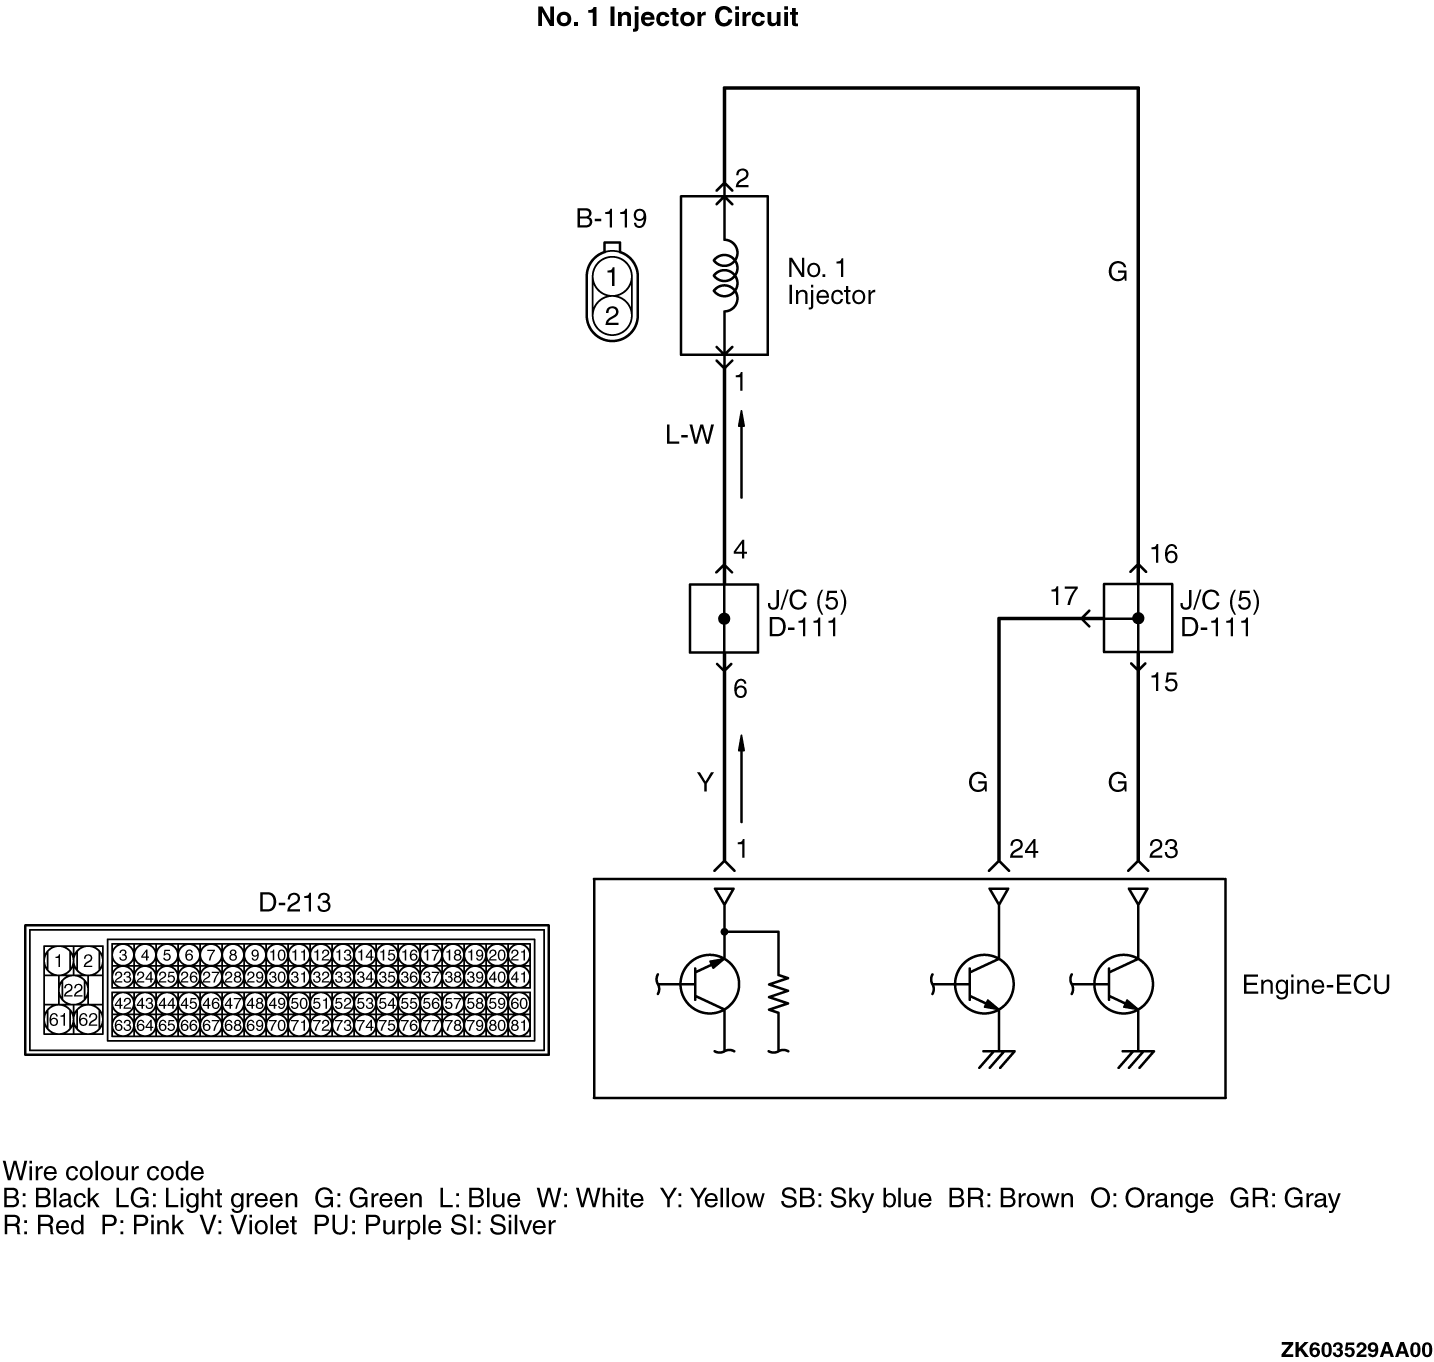 No. 1 Injector Circuit
2
B-119
1
2
No. 1
Injector
G
1
L-W
4
16
17
J/C (5)
D-111
J/C (5)
D-111
6
15
Y
G
G
1
24
23
D-213
1 2
22
61 62
3 4 5 6 7 8 9 10 11 12 13 14 15 16 17 18 19 20 21
23 24 25 26 27 28 29 30 31 32 33 34 35 36 37 38 39 40 41
42 43 44 45 46 47 48 49 50 51 52 53 54 55 56 57 58 59 60
63 64 65 66 67 68 69 70 71 72 73 74 75 76 77 78 79 80 81
Engine-ECU
Wire colour code
B: Black LG: Light green G: Green L: Blue W: White Y: Yellow SB: Sky blue BR: Brown O: Orange GR: Gray
R: Red P: Pink V: Violet PU: Purple SI: Silver
ZK603529AA00